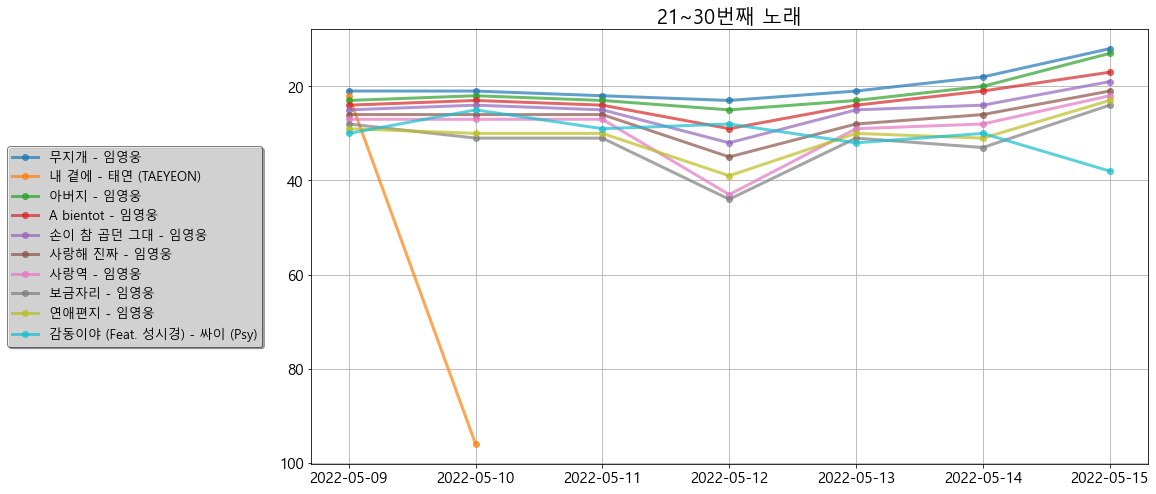 21~30번째 노래
무지개 - 임영웅
내 곁에 - 태연 (TAEYEON)
아버지 - 임영웅
A bientot - 임영웅
손이 참 곱던 그대 - 임영웅
사랑해 진짜 - 임영웅
사랑역 - 임영웅
보금자리 - 임영웅
연애편지 - 임영웅
감동이야 (Feat. 성시경) - 싸이 (Psy)
20
40
60
80
100
2022-05-09 2022-05-10 2022-05-11 2022-05-12 2022-05-13 2022-05-14 2022-05-15